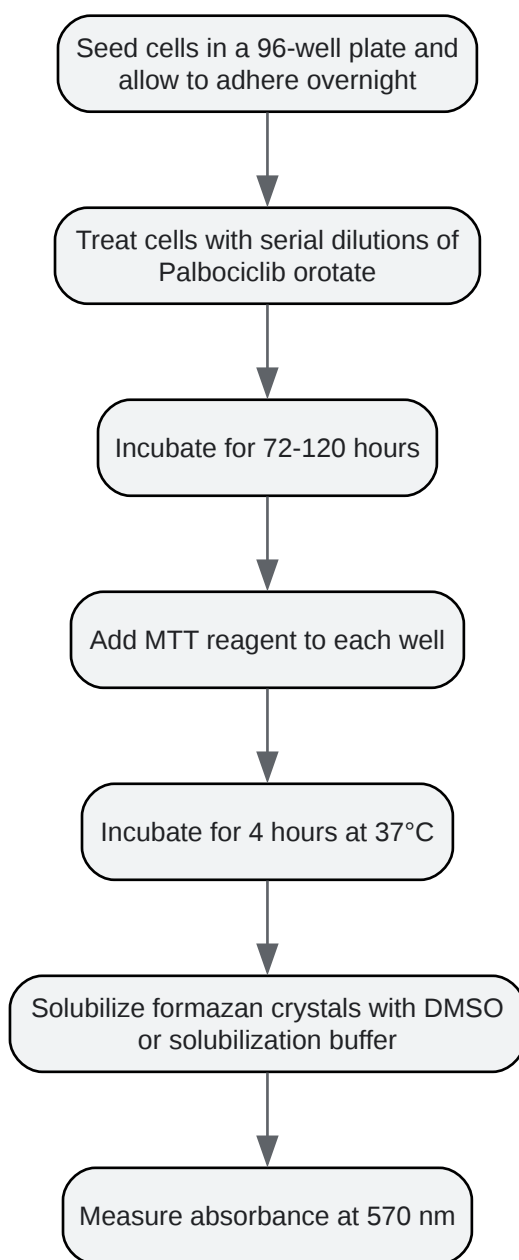 Seed cells in a 96-well plate and
allow to adhere overnight
Treat cells with serial dilutions of
Palbociclib orotate
Incubate for 72-120 hours
Add MTT reagent to each well
Incubate for 4 hours at 37°C
Solubilize formazan crystals with DMSO
or solubilization buffer
Measure absorbance at 570 nm